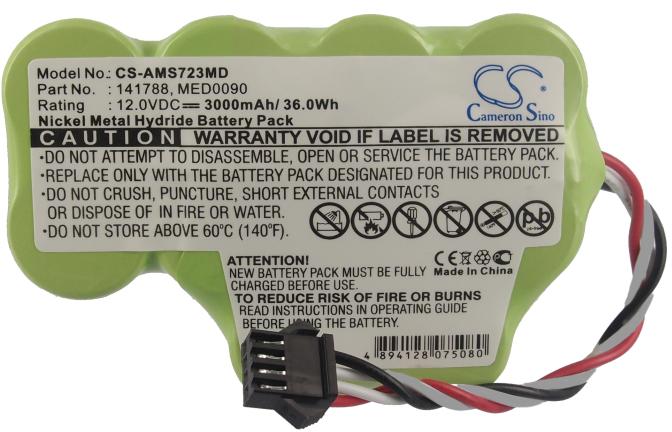 Model No.: CS-AMS723MD
Part No. : 141788, MED0090
Rating : 12.0VDC⎓ 3000mAh/ 36.0Wh
Nickel Metal Hydride Battery Pack
CS
Cameron Sino
CAUTION WARRANTY VOID IF LABEL IS REMOVED
•DO NOT ATTEMPT TO DISASSEMBLE, OPEN OR SERVICE THE BATTERY PACK.
•REPLACE ONLY WITH THE BATTERY PACK DESIGNATED FOR THIS PRODUCT.
•DO NOT CRUSH, PUNCTURE, SHORT EXTERNAL CONTACTS
OR DISPOSE OF IN FIRE OR WATER.
•DO NOT STORE ABOVE 60°C (140°F).
Pb
ATTENTION!
NEW BATTERY PACK MUST BE FULLY
CHARGED BEFORE USE.
CE
Made In China
TO REDUCE RISK OF FIRE OR BURNS
READ INSTRUCTIONS IN OPERATING GUIDE
BEFORE USING THE BATTERY.
4 894128 075080